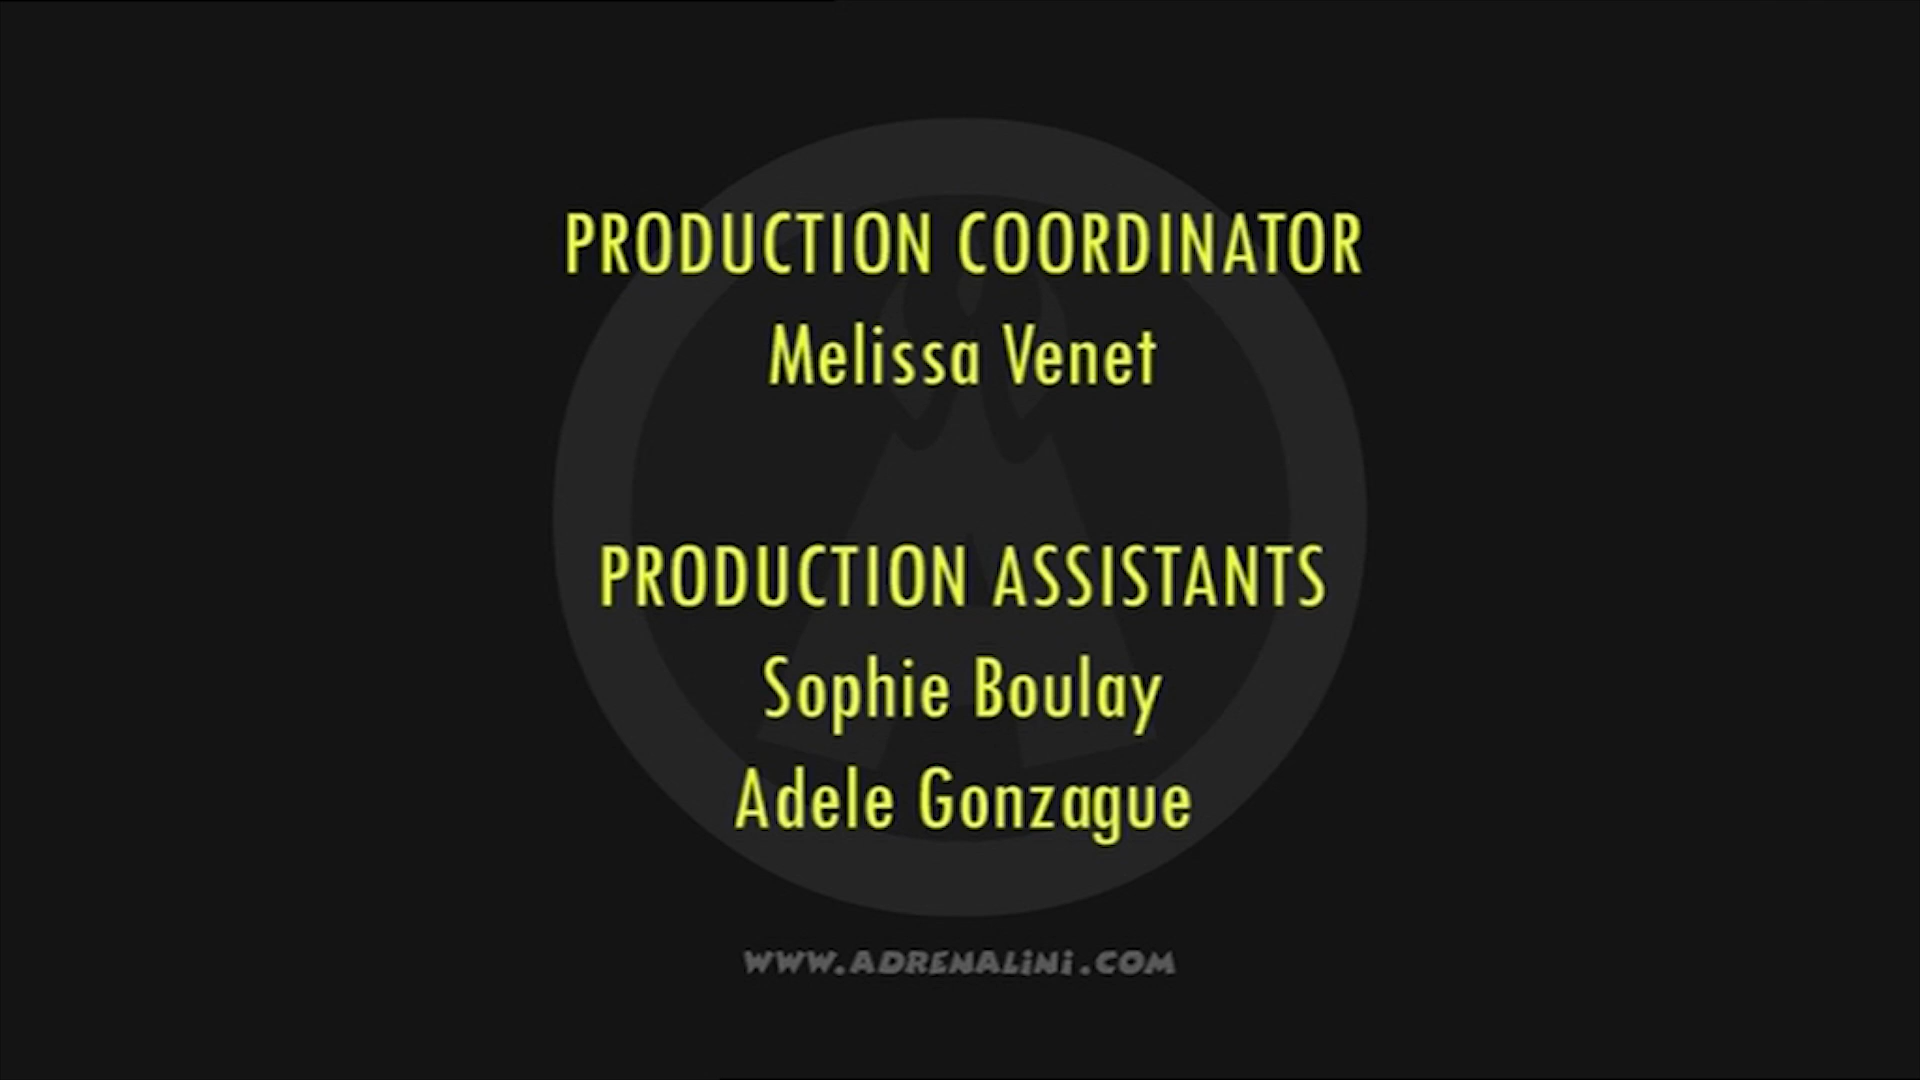 PRODUCTION COORDINATOR
Melissa Venet
PRODUCTION ASSISTANTS
Sophie Boulay
Adele Gonzague
WWW.ADRENALiNi.COM